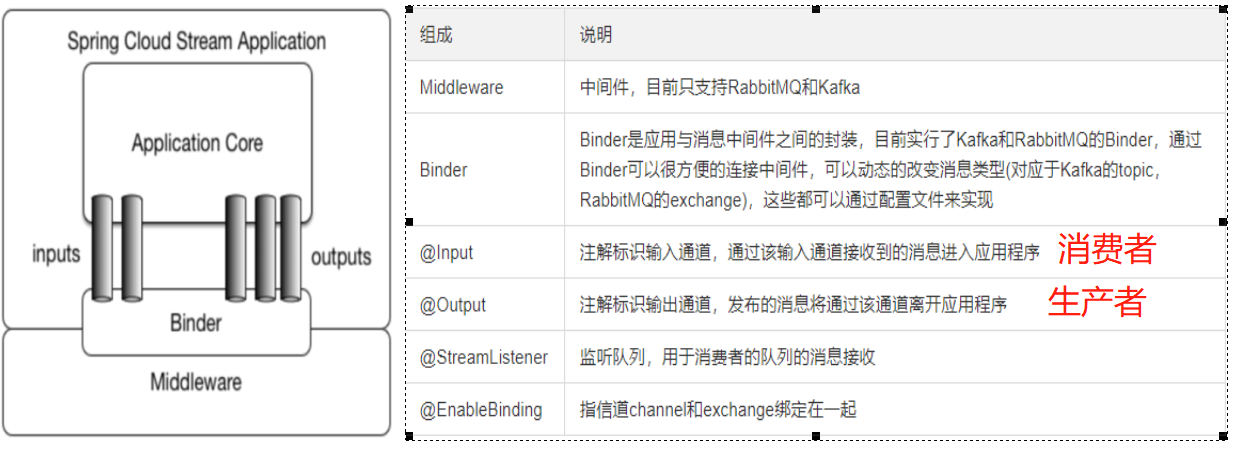 Spring Cloud Stream Application
Application Core
inputs
outputs
Binder
Middleware
组成 说明
Middleware 中间件，目前只支持RabbitMQ和Kafka
Binder Binder是应用与消息中间件之间的封装，目前实行了Kafka和RabbitMQ的Binder，通过
Binder可以很方便的连接中间件，可以动态的改变消息类型(对应于Kafka的topic，
RabbitMQ的exchange)，这些都可以通过配置文件来实现
@Input 注解标识输入通道，通过该输入通道接收到的消息进入应用程序 消费者
@Output 注解标识输出通道，发布的消息将通过该通道离开应用程序 生产者
@StreamListener 监听队列，用于消费者的队列的消息接收
@EnableBinding 指信道channel和exchange绑定在一起